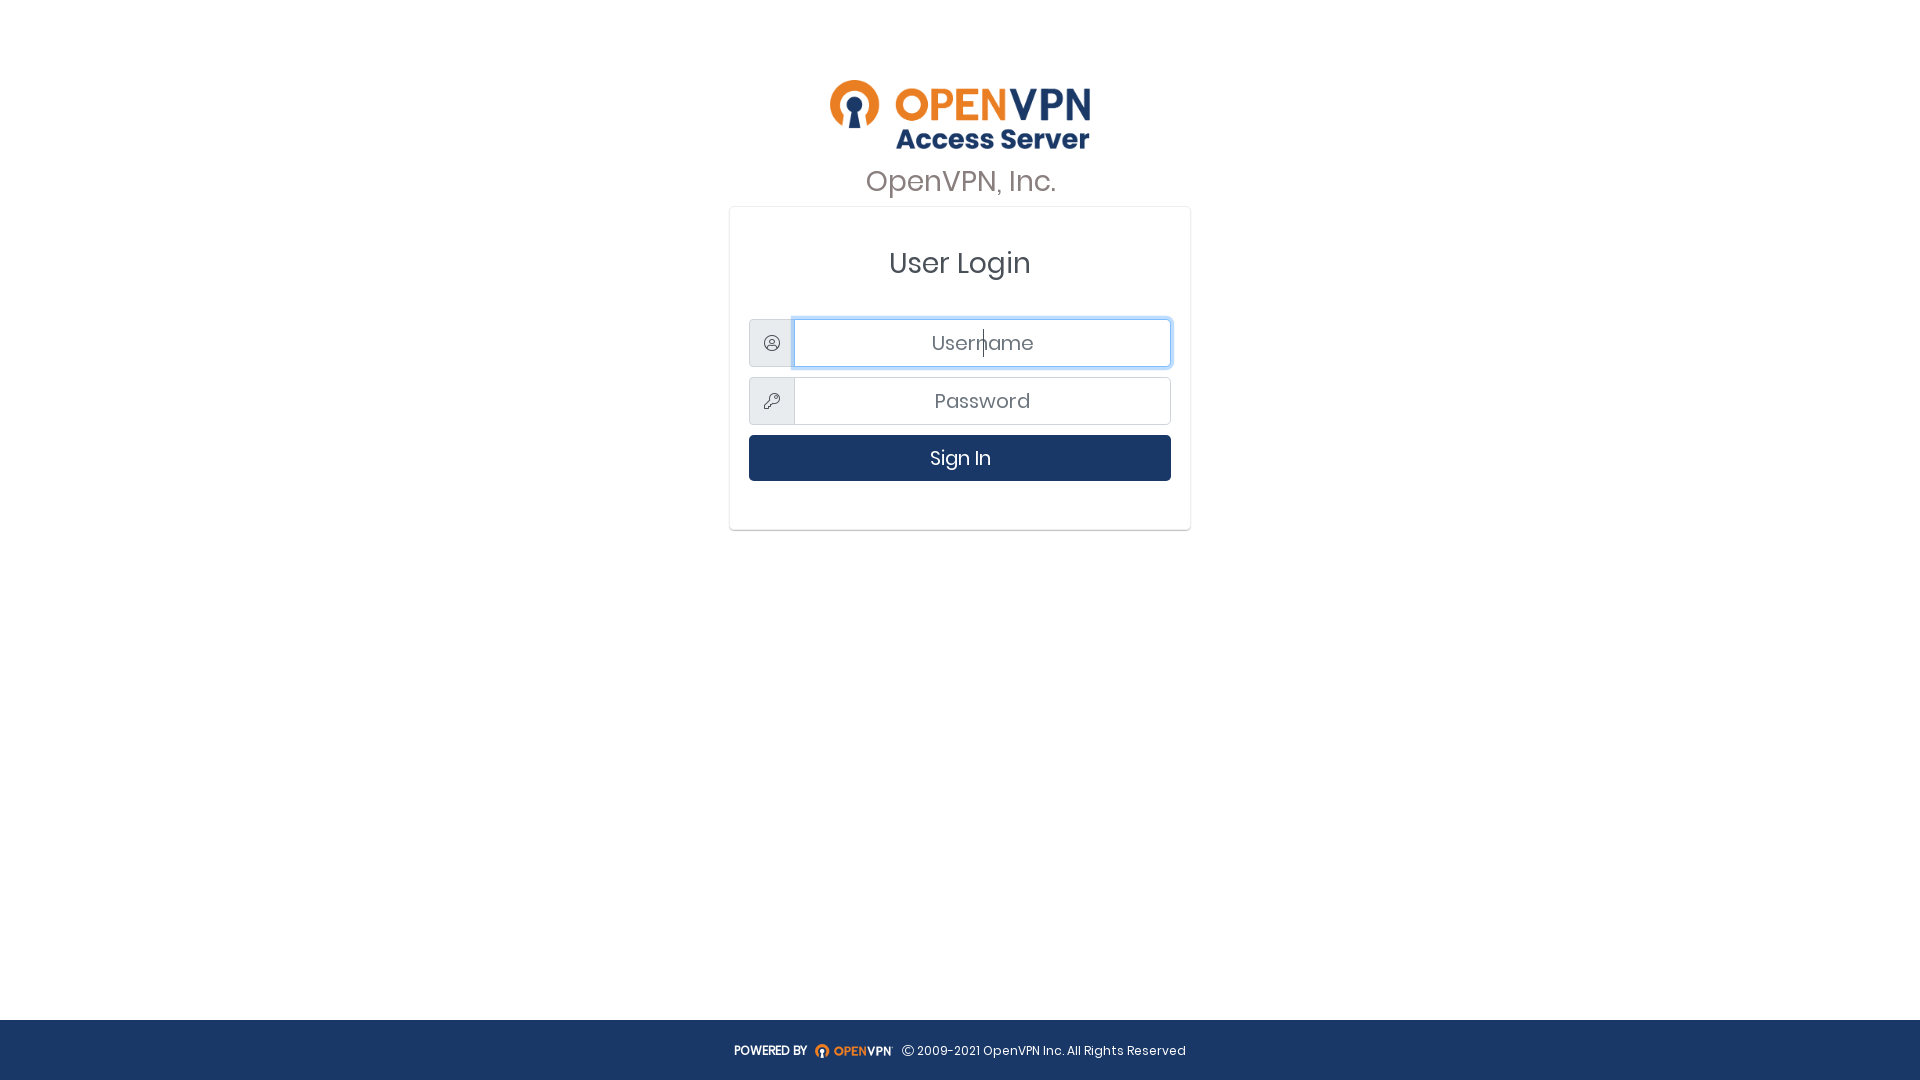 OPENVPN
Access Server
OpenVPN, Inc.
User Login
Username
Password
Sign In
POWERED BY OPENVPN © 2009-2021 OpenVPN Inc. All Rights Reserved